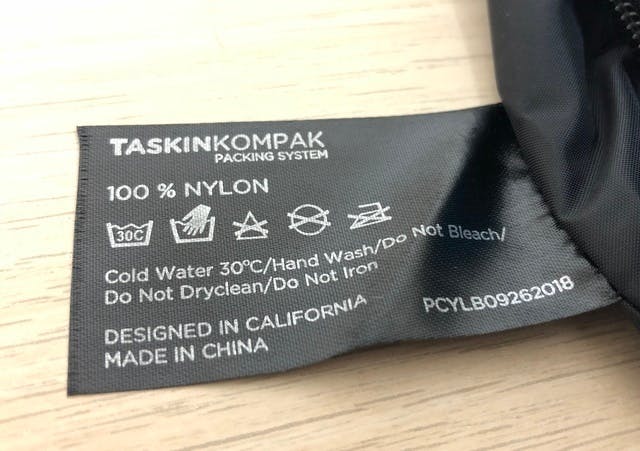 TASKINKOMPAK
PACKING SYSTEM
100 % NYLON
30C
Cold Water 30ºC/Hand Wash/Do Not Bleach/
Do Not Dryclean/Do Not Iron
PCYLB09262018
DESIGNED IN CALIFORNIA
MADE IN CHINA